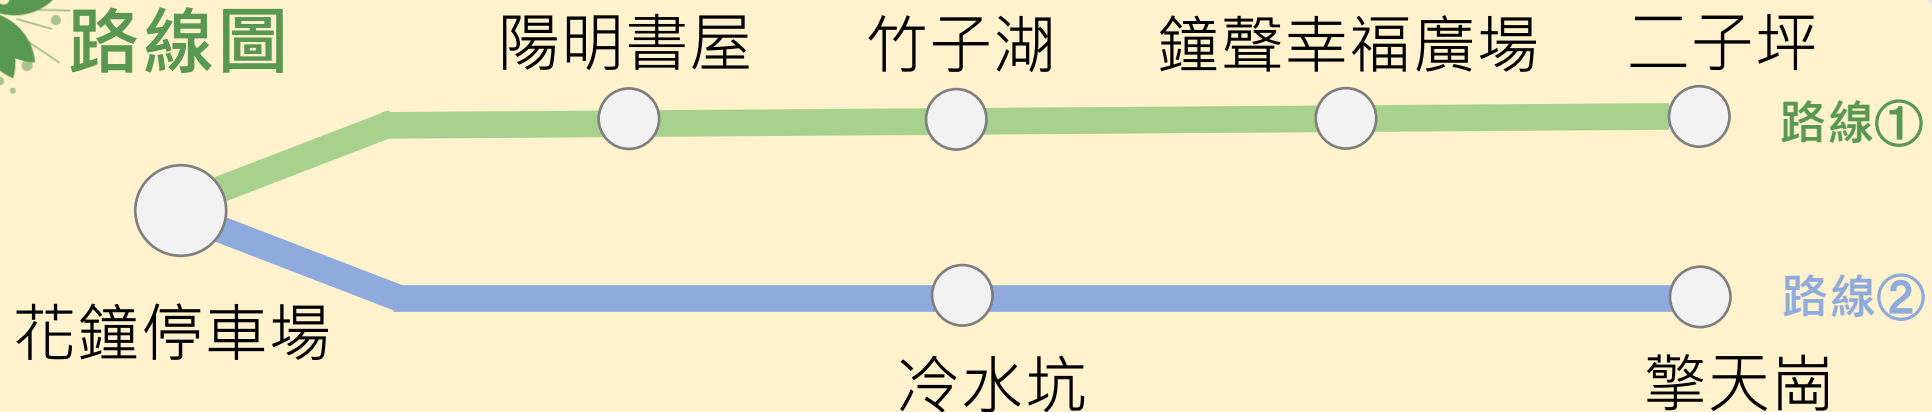 路線圖
陽明書屋
竹子湖
鐘聲幸福廣場
二子坪
路線①
花鐘停車場
冷水坑
擎天崗
路線②